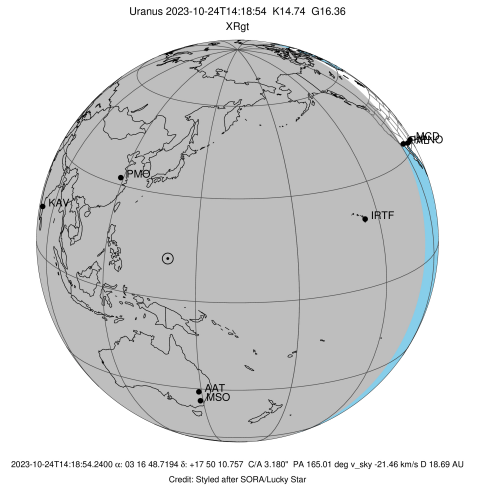 Uranus 2023-10-24T14:18:54 K14.74 G16.36
XRgt
MCD
PMO
KAV
IRTF
AAT
MSO
2023-10-24T14:18:54.2400 α: 03 16 48.7194 δ: +17 50 10.757 C/A 3.180" PA 165.01 deg v_sky -21.46 km/s D 18.69 AU
Credit: Styled after SORA/Lucky Star